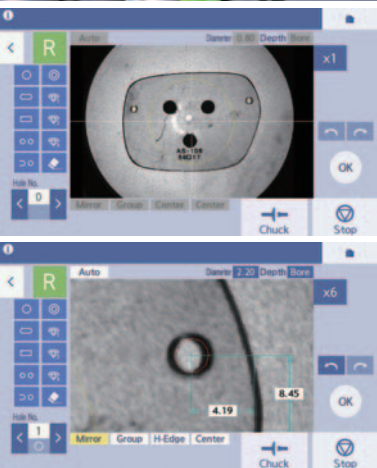 R
Auto
Diameter 0.80 Depth Bore
x1
AS-108
54□17
Hole No.
0
Mirror Group Center Center
OK
Chuck
Stop
R
Auto
Diameter 2.20 Depth Bore
x6
4.19
8.45
Hole No.
1
Mirror Group H-Edge Center
OK
Chuck
Stop